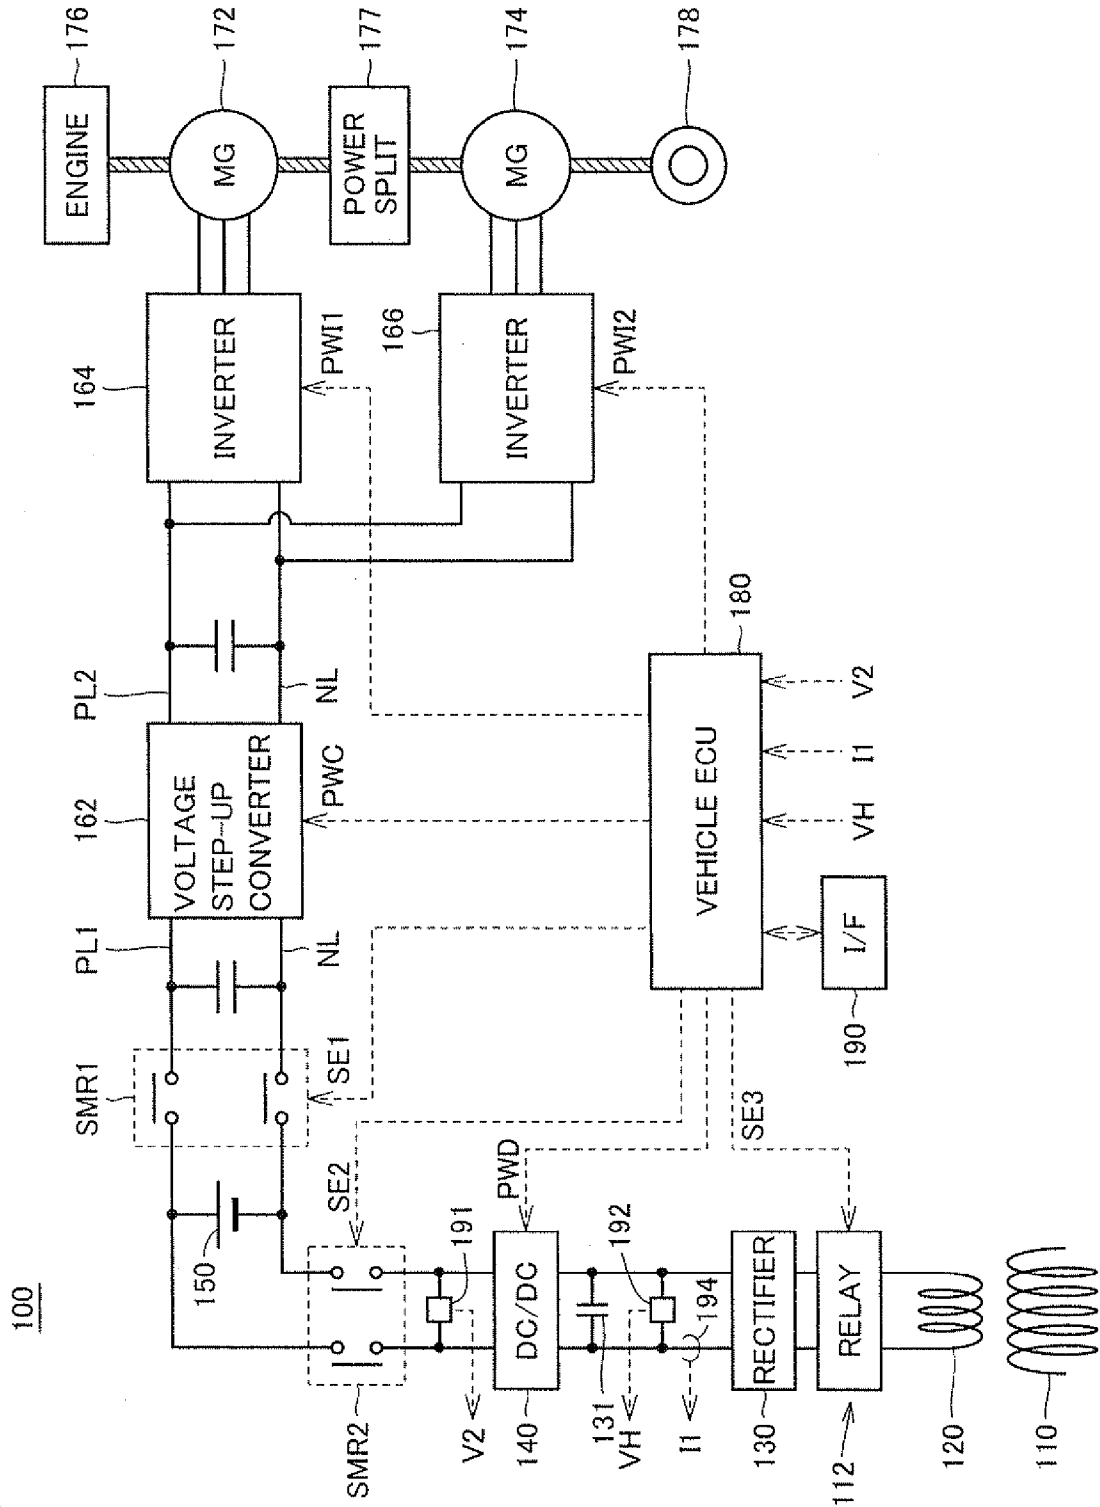 100
150
SMR1
PL1
162
PL2
164
166
176
172
177
174
178
ENGINE
MG
POWER
SPLIT
MG
INVERTER
PWI1
INVERTER
PWI2
VOLTAGE
STEP-UP
CONVERTER
NL
PWC
NL
SE1
SE2
SMR2
191
V2
PWD
DC/DC
140
131
192
VH
194
I1
SE3
RECTIFIER
130
RELAY
112
120
110
VEHICLE ECU
180
V2
I1
VH
I/F
190